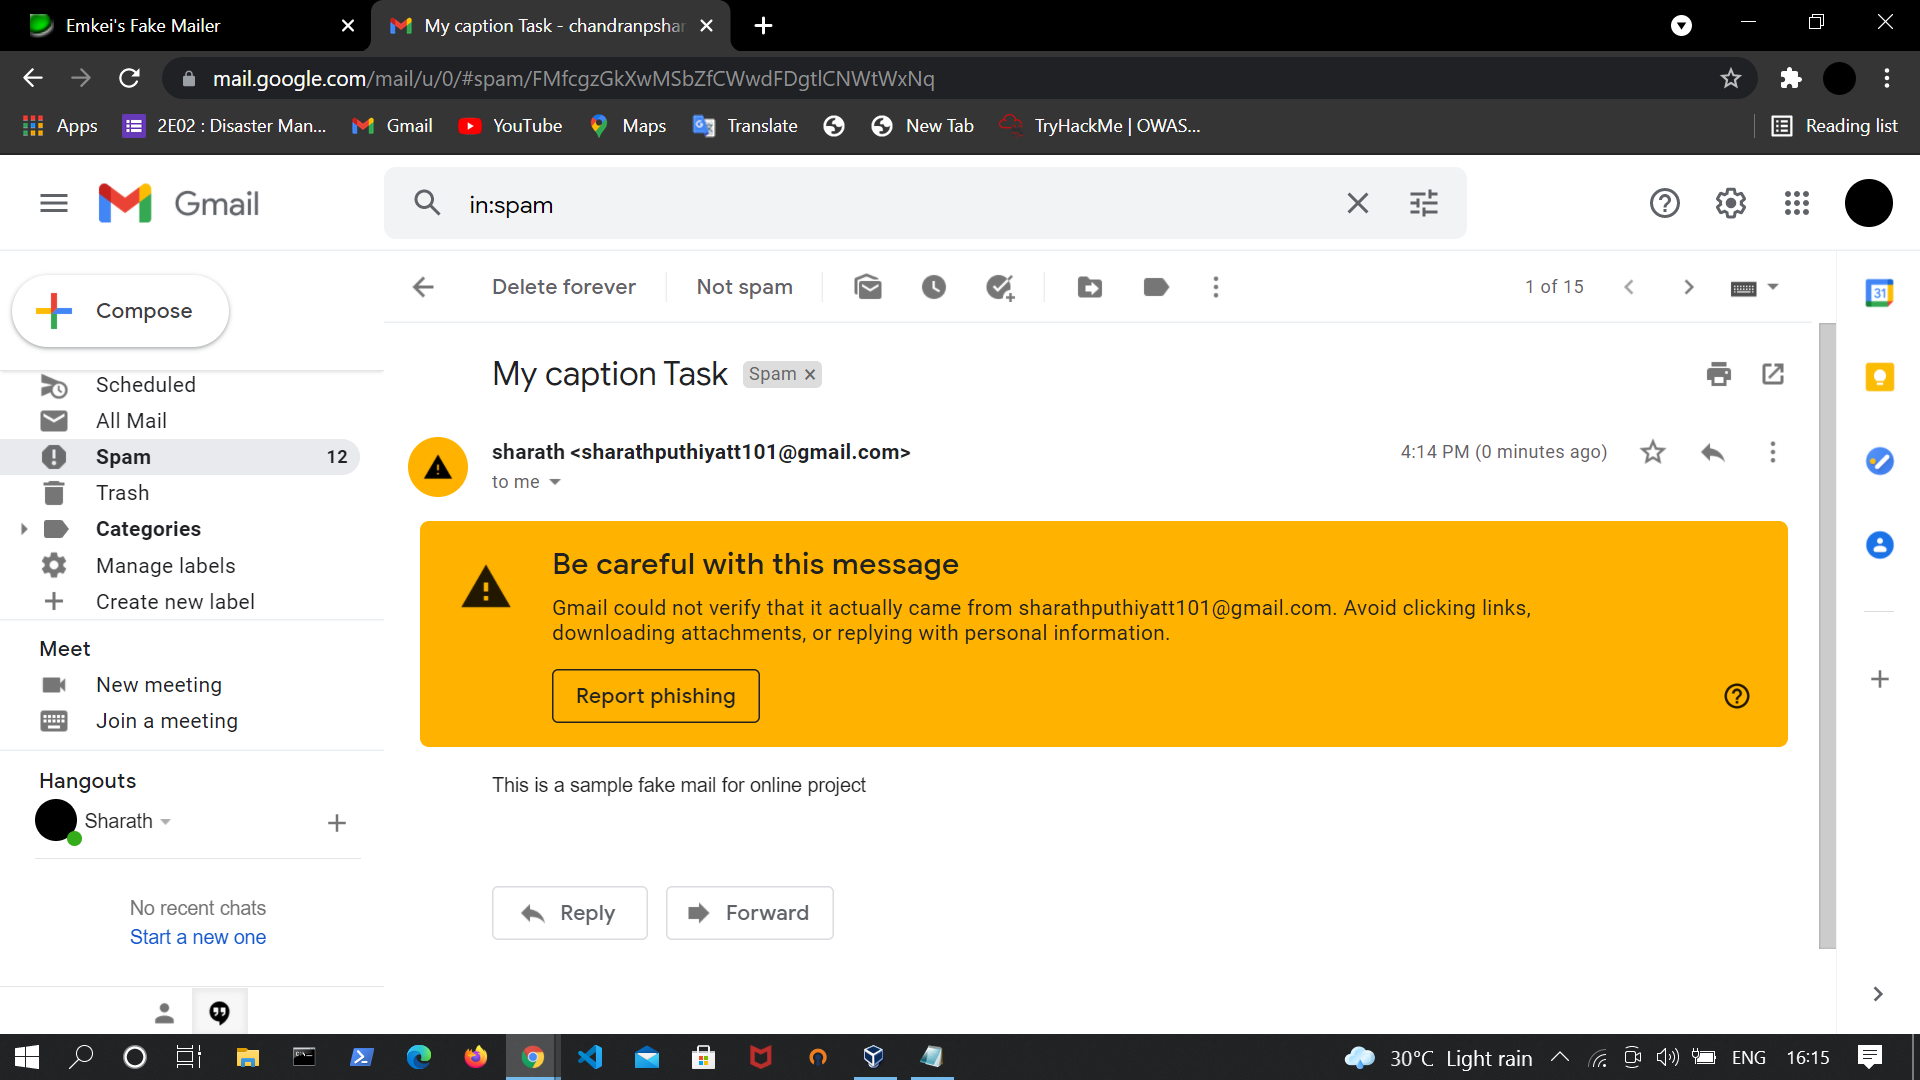 Emkei's Fake Mailer
My caption Task - chandranpshar
mail.google.com/mail/u/0/#spam/FMfcgzGkXwMSbZfCWwdFDgtlCNWtWxNq
Apps
2E02 : Disaster Man...
Gmail
YouTube
Maps
Translate
New Tab
TryHackMe | OWAS...
Reading list
Gmail
in:spam
Compose
Delete forever
Not spam
1 of 15
31
Scheduled
All Mail
Spam 12
Trash
Categories
Manage labels
Create new label
Meet
New meeting
Join a meeting
Hangouts
Sharath
No recent chats
Start a new one
My caption Task Spam
sharath <sharathputhiyatt101@gmail.com>
4:14 PM (0 minutes ago)
to me
Be careful with this message
Gmail could not verify that it actually came from sharathputhiyatt101@gmail.com. Avoid clicking links,
downloading attachments, or replying with personal information.
Report phishing
This is a sample fake mail for online project
Reply
Forward
30°C Light rain
ENG
16:15